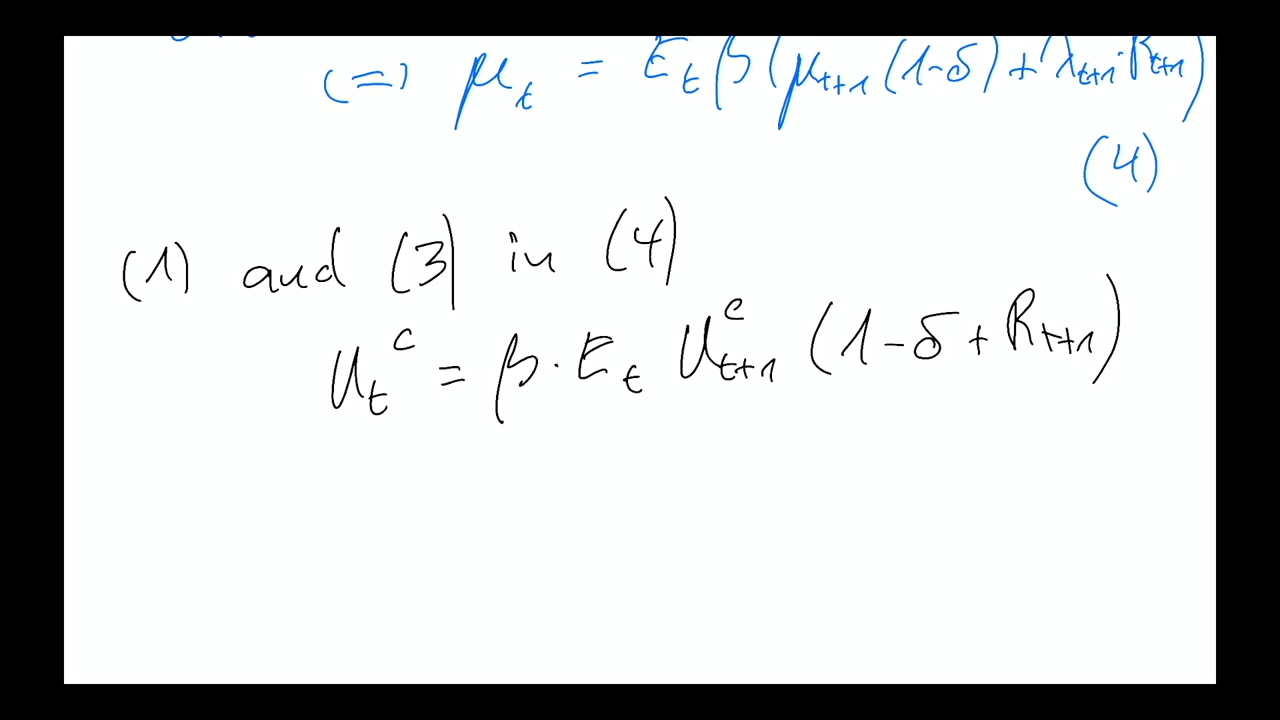 (=) μ_t = E_t β (μ_{t+1} (1-δ) + λ_{t+1} · R_{t+1})
(4)
(1) and (3) in (4)
U_t^c = β · E_t U_{t+1}^c (1-δ + R_{t+1})